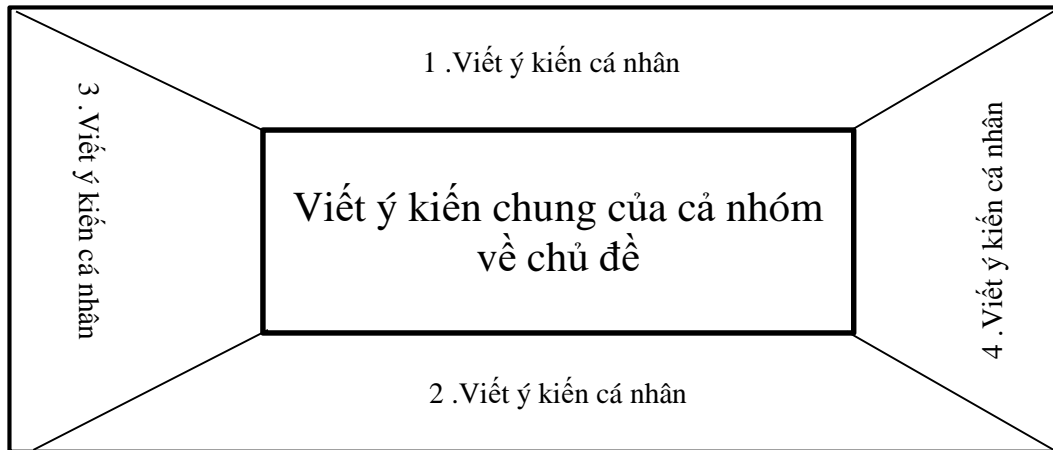 1 .Viết ý kiến cá nhân
3 .Viết ý kiến cá nhân
Viết ý kiến chung của cả nhóm
về chủ đề
4 .Viết ý kiến cá nhân
2 .Viết ý kiến cá nhân